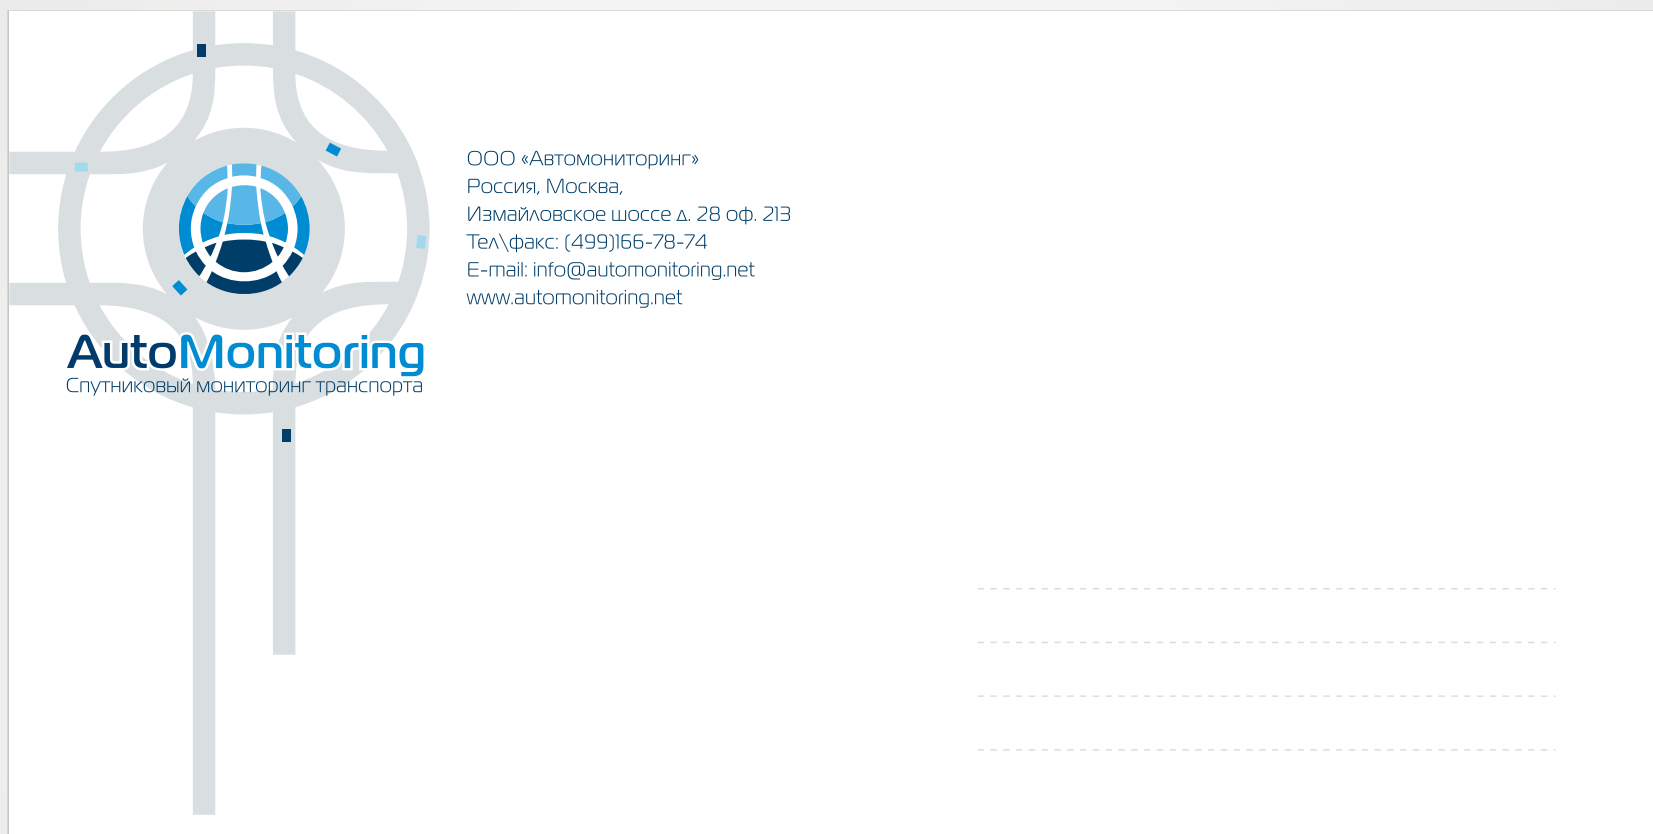 ООО «Автомониторинг»
Россия, Москва,
Измайловское шоссе д. 28 оф. 213
Тел\факс: (499)166-78-74
E-mail: info@automonitoring.net
www.automonitoring.net
AutoMonitoring
Спутниковый мониторинг транспорта